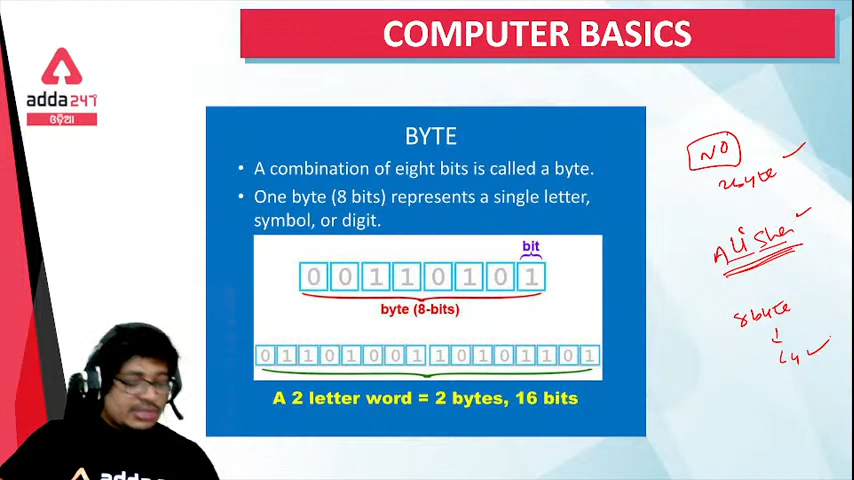 COMPUTER BASICS
adda247
ଓଡ଼ିଆ
BYTE
• A combination of eight bits is called a byte.
• One byte (8 bits) represents a single letter,
symbol, or digit.
bit
0 0 1 1 0 1 0 1
byte (8-bits)
0 1 1 0 1 0 0 1 1 0 1 0 1 1 0 1
A 2 letter word = 2 bytes, 16 bits
NO
2byte
8byte